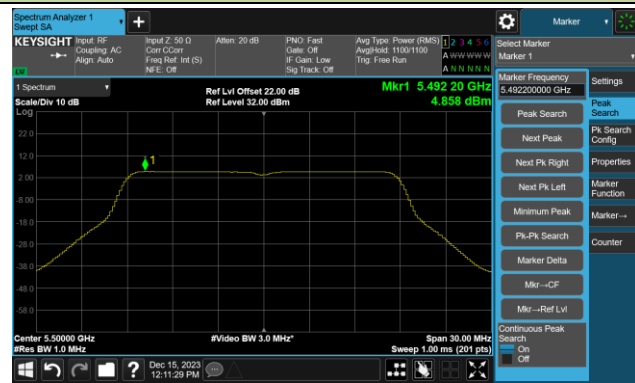 Spectrum Analyzer 1
Swept SA
Marker
KEYSIGHT
Input: RF
Coupling: AC
Align: Auto
Input Z: 50 Ω
Corr CCorr
Freq Ref: Int (S)
NFE: Off
Atten: 20 dB
PNO: Fast
Gate: Off
IF Gain: Low
Sig Track: Off
Avg Type: Power (RMS)
Avg|Hold: 1100/1100
Trig: Free Run
1 2 3 4 5 6
A W W W W W
A N N N N N
LXI
Select Marker
Marker 1
1 Spectrum
Scale/Div 10 dB
Log
Ref Lvl Offset 22.00 dB
Ref Level 32.00 dBm
Mkr1 5.492 20 GHz
4.858 dBm
22.0
12.0
2.00
-8.00
-18.0
-28.0
-38.0
-48.0
-58.0
1
Center 5.50000 GHz
#Res BW 1.0 MHz
#Video BW 3.0 MHz*
Span 30.00 MHz
Sweep 1.00 ms (201 pts)
Marker Frequency
5.492200000 GHz
Peak Search
Next Peak
Next Pk Right
Next Pk Left
Minimum Peak
Pk-Pk Search
Marker Delta
Mkr→CF
Mkr→Ref Lvl
Continuous Peak
Search
On
Off
Settings
Peak
Search
Pk Search
Config
Properties
Marker
Function
Marker→
Counter
Dec 15, 2023
12:11:29 PM